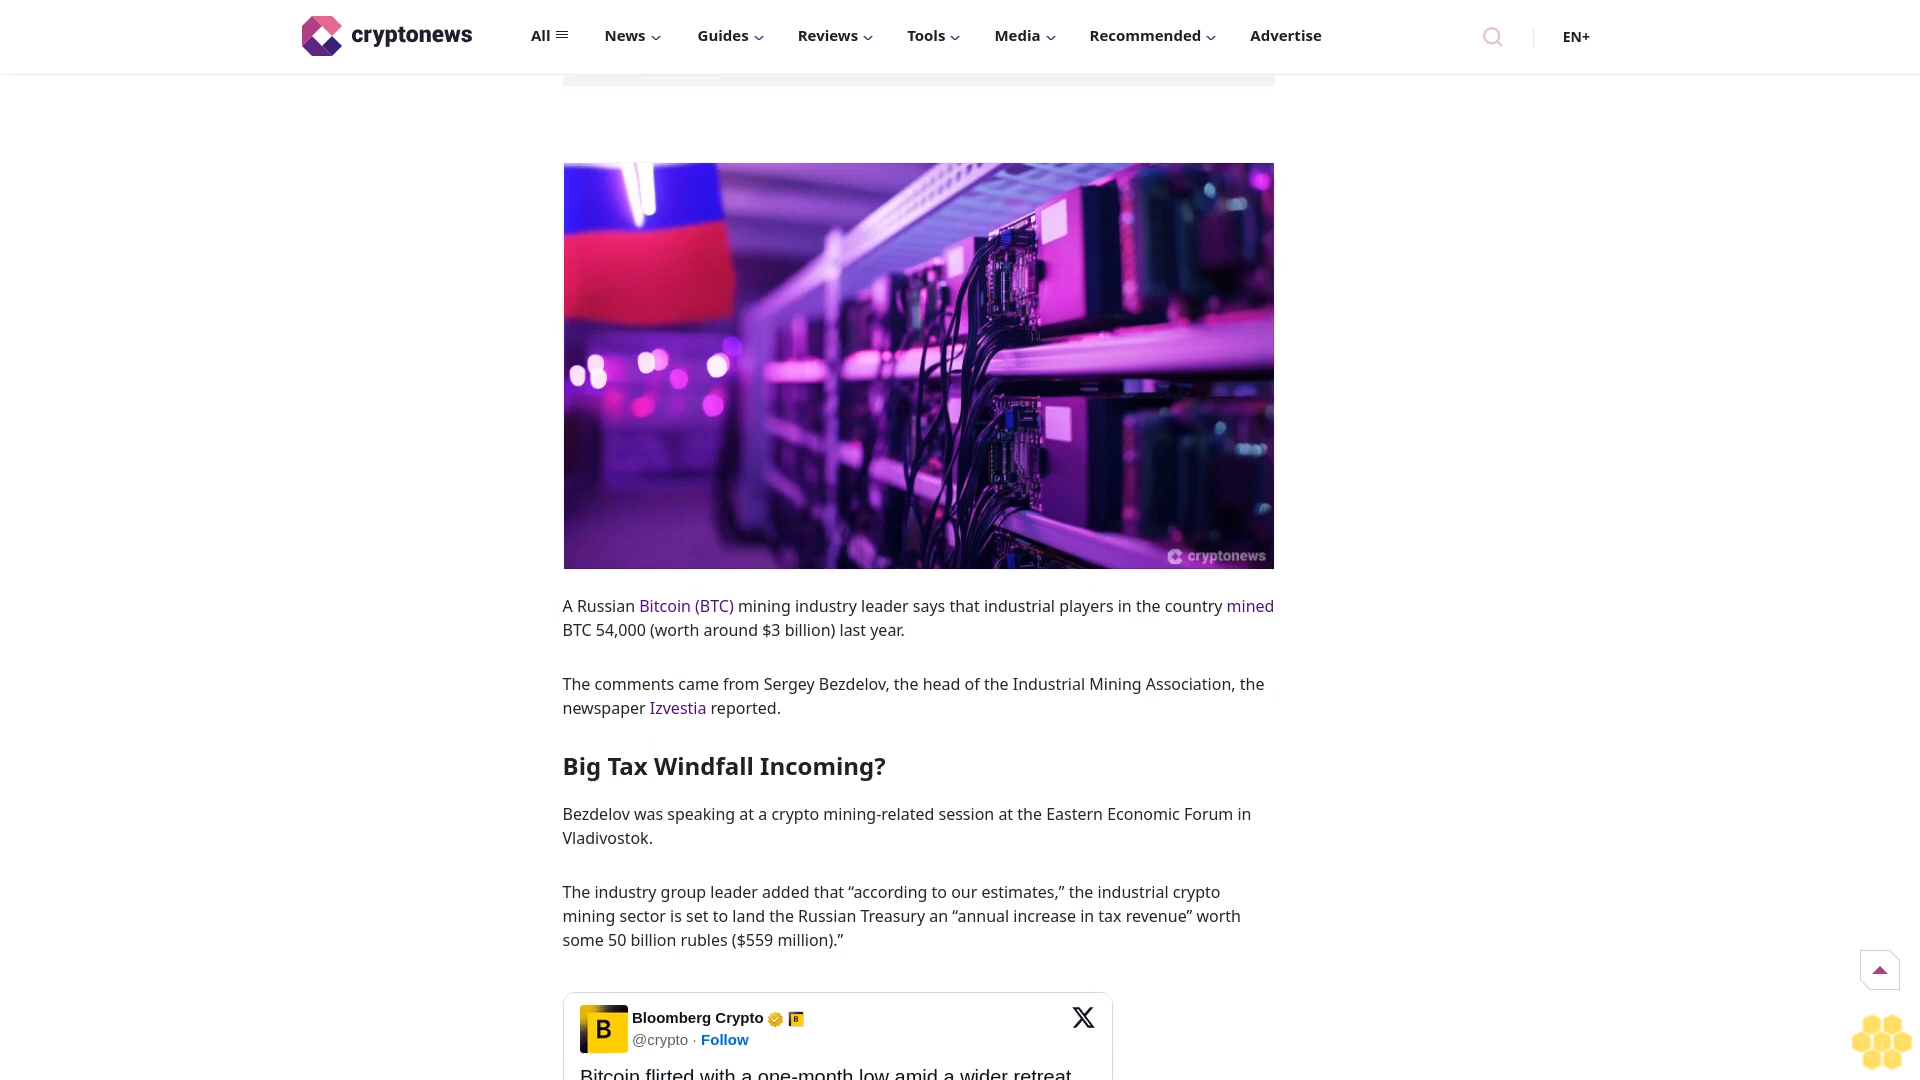 cryptonews All News Guides Reviews Tools Media Recommended Advertise EN+
cryptonews
A Russian Bitcoin (BTC) mining industry leader says that industrial players in the country mined
BTC 54,000 (worth around $3 billion) last year.
The comments came from Sergey Bezdelov, the head of the Industrial Mining Association, the
newspaper Izvestia reported.
Big Tax Windfall Incoming?
Bezdelov was speaking at a crypto mining-related session at the Eastern Economic Forum in
Vladivostok.
The industry group leader added that “according to our estimates,” the industrial crypto
mining sector is set to land the Russian Treasury an “annual increase in tax revenue” worth
some 50 billion rubles ($559 million).”
B Bloomberg Crypto B
@crypto · Follow
Bitcoin flirted with a one-month low amid a wider retreat